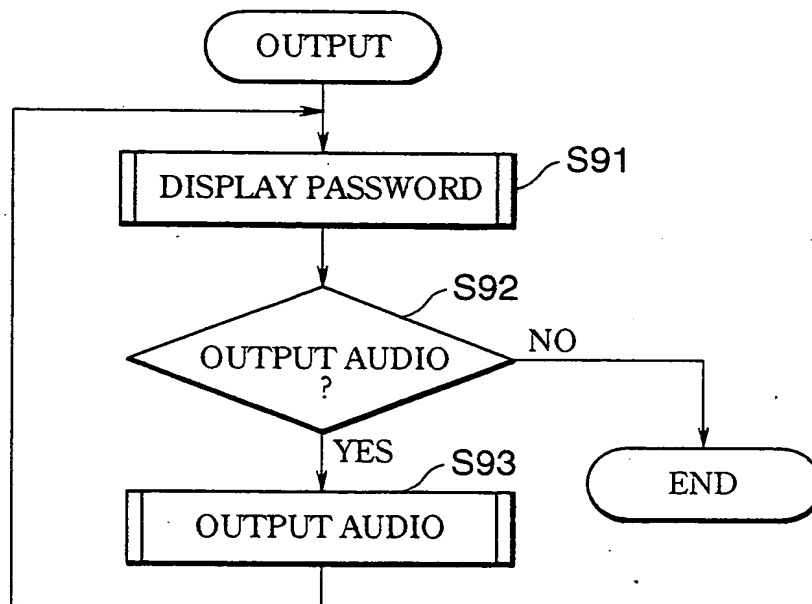 OUTPUT
DISPLAY PASSWORD
S91
S92
OUTPUT AUDIO
?
NO
YES
S93
OUTPUT AUDIO
END